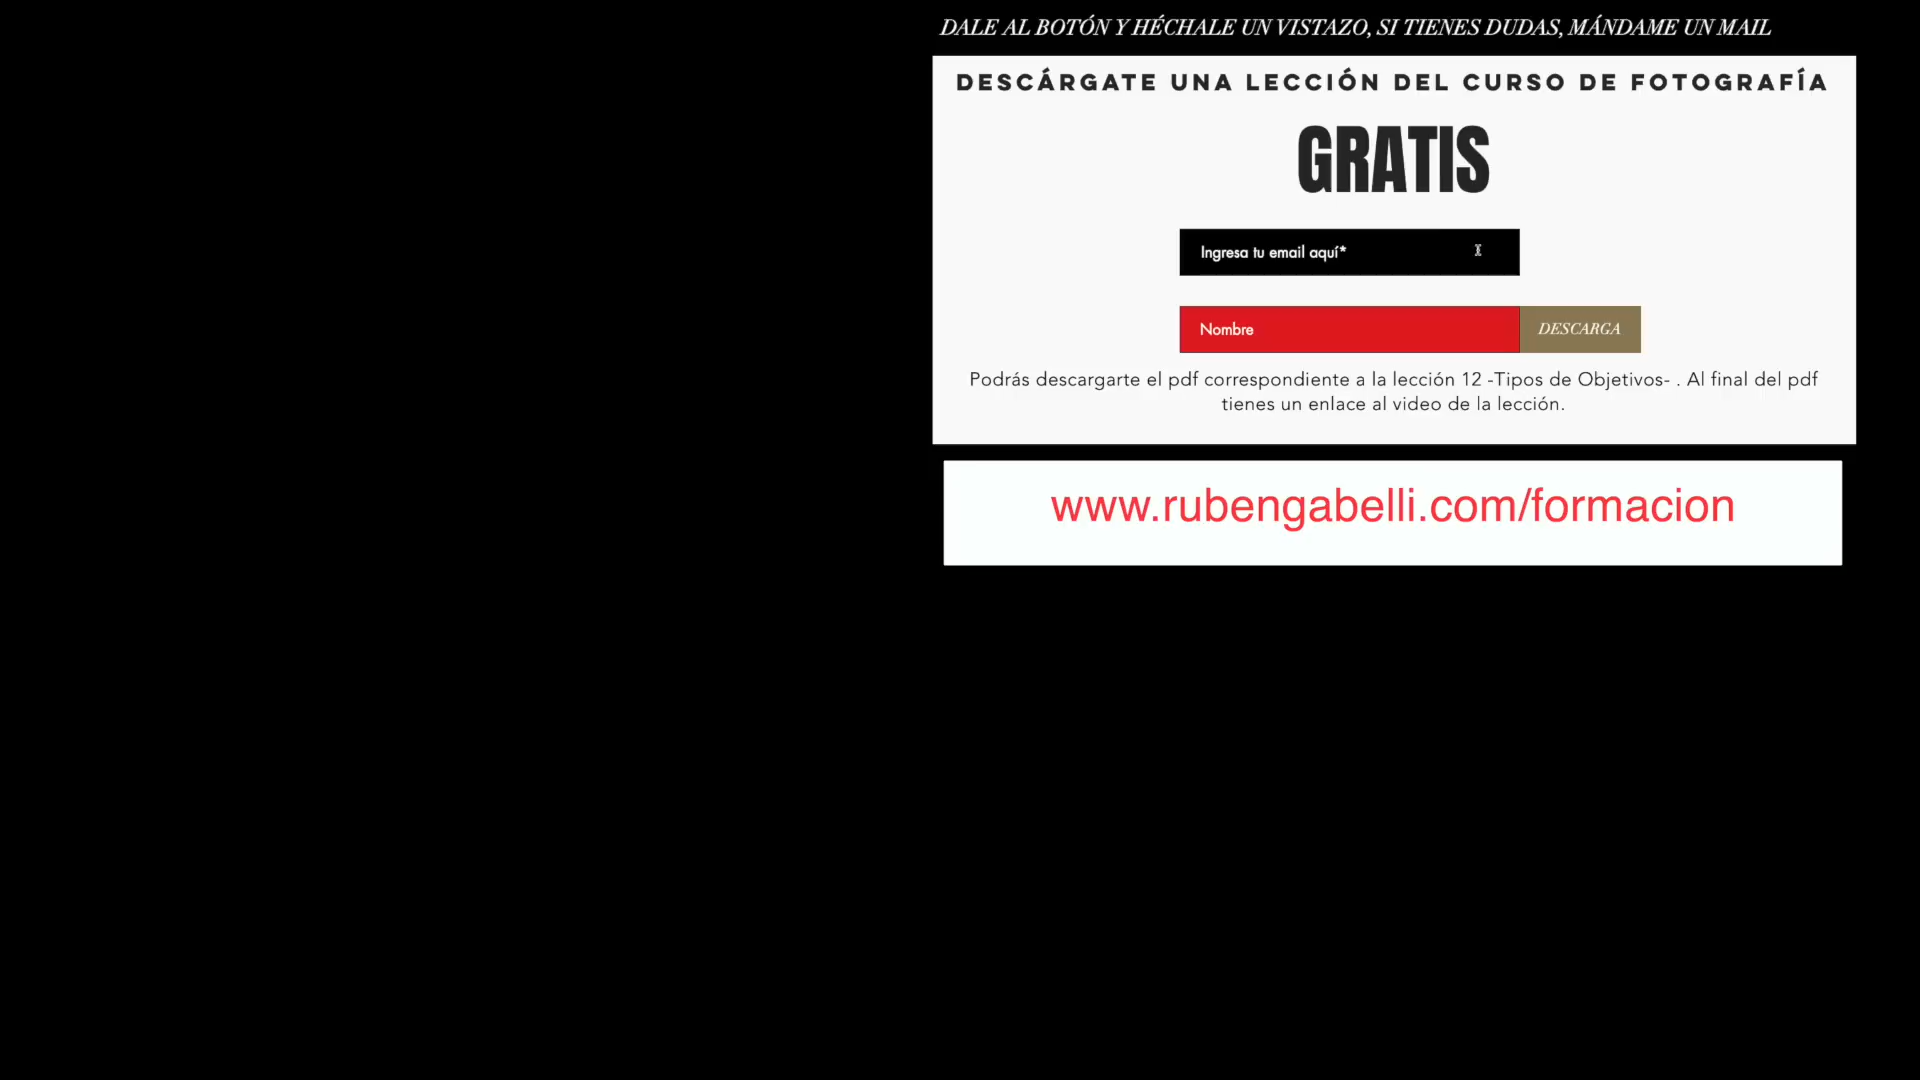 DALE AL BOTÓN Y HÉCHALE UN VISTAZO, SI TIENES DUDAS, MÁNDAME UN MAIL
DESCÁRGATE UNA LECCIÓN DEL CURSO DE FOTOGRAFÍA
GRATIS
Ingresa tu email aquí*
Nombre
DESCARGA
Podrás descargarte el pdf correspondiente a la lección 12 -Tipos de Objetivos- . Al final del pdf
tienes un enlace al video de la lección.
www.rubengabelli.com/formacion